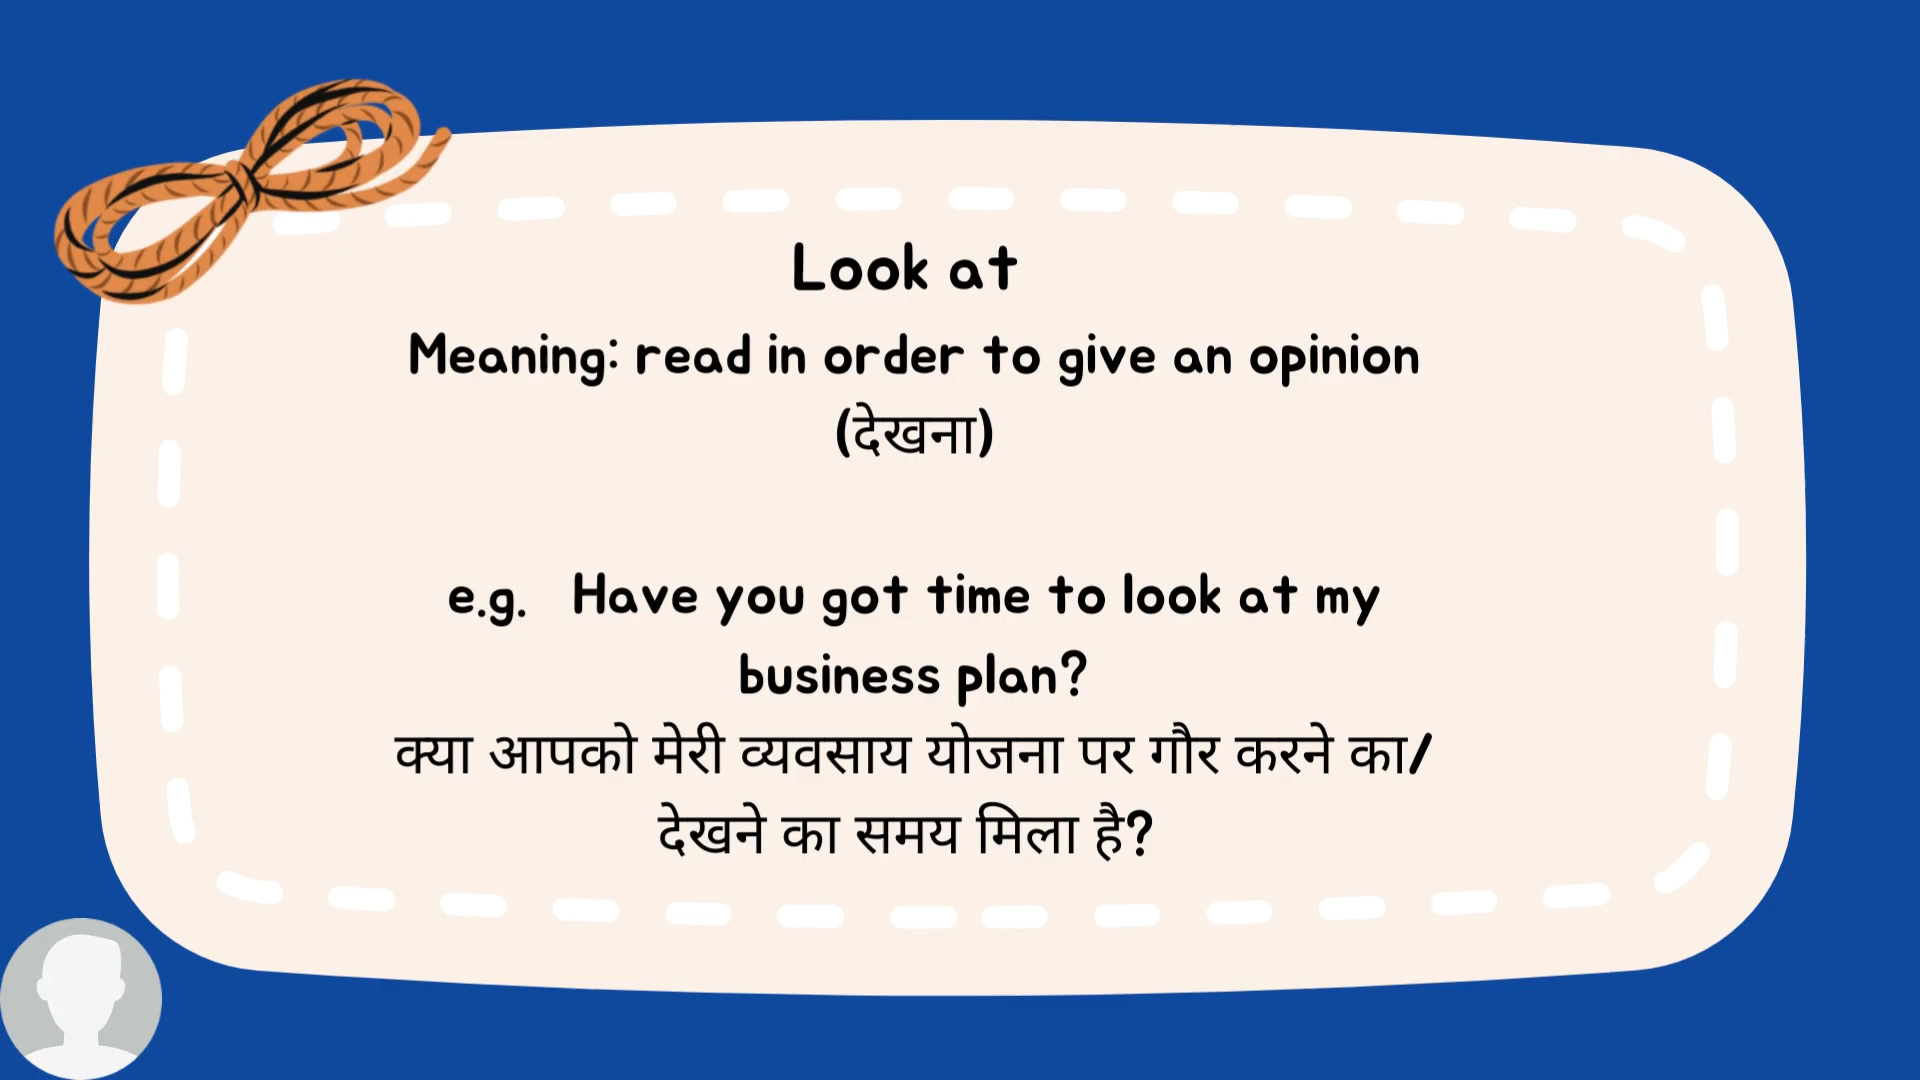 Look at
Meaning: read in order to give an opinion
(देखना)
e.g. Have you got time to look at my
business plan?
क्या आपको मेरी व्यवसाय योजना पर गौर करने का/
देखने का समय मिला है?